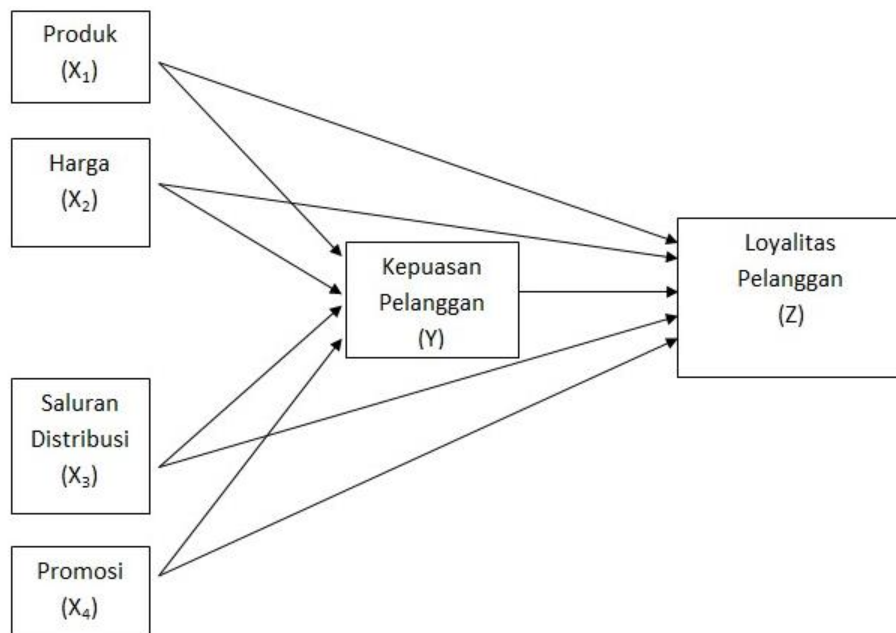 Produk
(X₁)
Harga
(X₂)
Kepuasan
Pelanggan
(Y)
Loyalitas
Pelanggan
(Z)
Saluran
Distribusi
(X₃)
Promosi
(X₄)